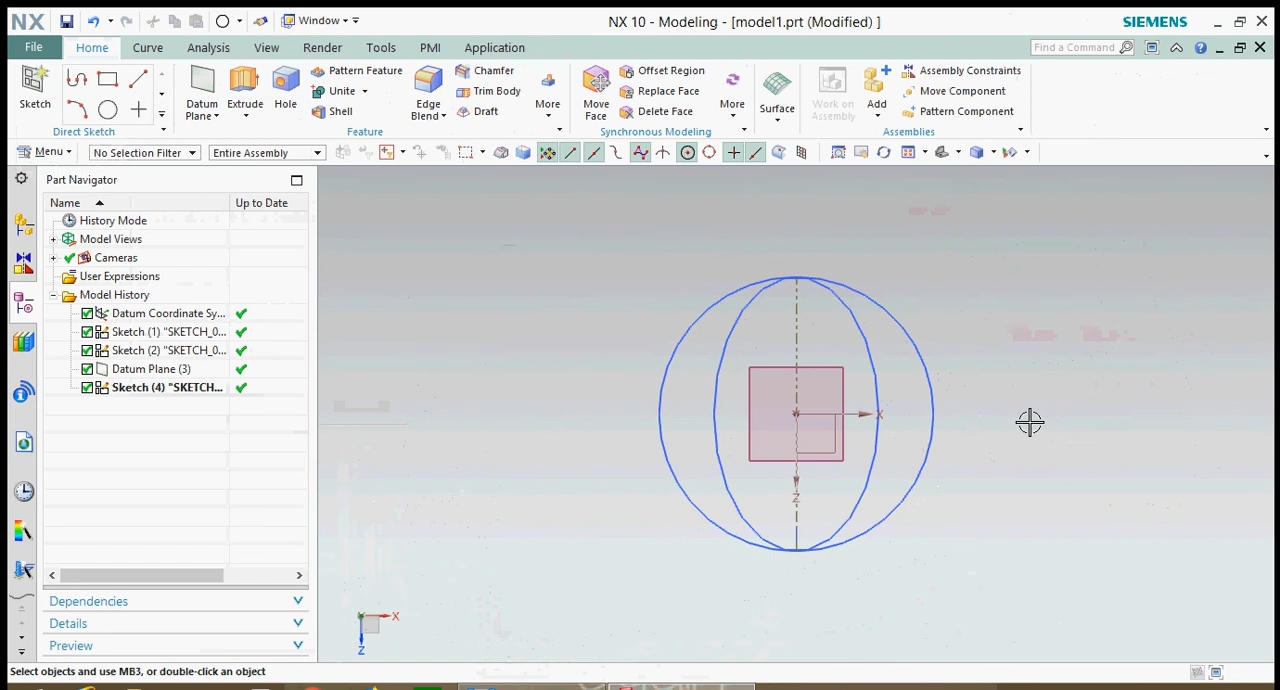 NX
Window
NX 10 - Modeling - [model1.prt (Modified) ]
SIEMENS
File Home Curve Analysis View Render Tools PMI Application
Find a Command
Sketch
Direct Sketch
Datum Plane
Extrude
Hole
Pattern Feature
Unite
Shell
Edge Blend
Chamfer
Trim Body
Draft
More
Feature
Move Face
Offset Region
Replace Face
Delete Face
More
Synchronous Modeling
Surface
Work on Assembly
Add
Assembly Constraints
Move Component
Pattern Component
Assemblies
Menu
No Selection Filter
Entire Assembly
Part Navigator
Name Up to Date
History Mode
Model Views
Cameras
User Expressions
Model History
Datum Coordinate Sy...
Sketch (1) "SKETCH_0...
Sketch (2) "SKETCH_0...
Datum Plane (3)
Sketch (4) "SKETCH...
Dependencies
Details
Preview
X
Z
X
Z
Select objects and use MB3, or double-click an object